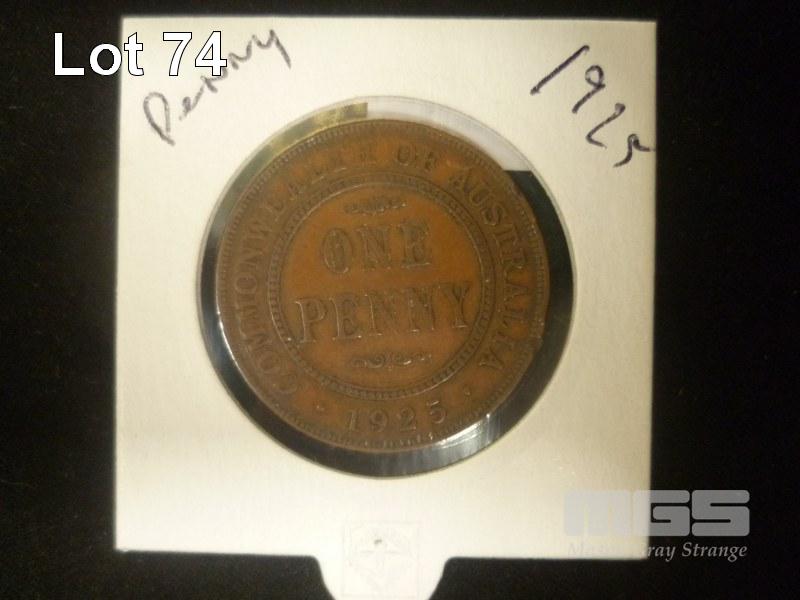 Lot 74
Penny
1925
COMMONWEALTH OF AUSTRALIA
ONE
PENNY
1925
MGS
Mason Gray Strange